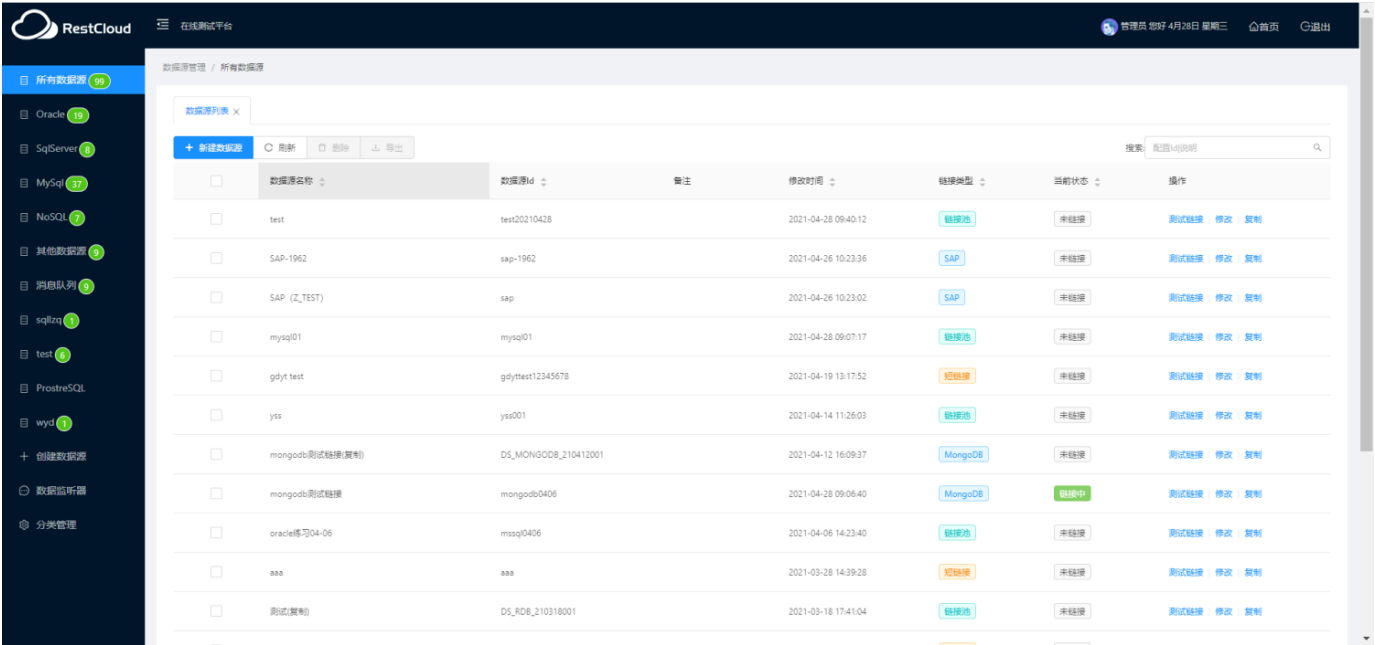 RestCloud
在线测试平台
管理员 您好 4月28日 星期三 首页 退出
所有数据源 99
Oracle 19
SqlServer 8
MySql 37
NoSQL 7
其他数据源 9
消息队列 9
sqllzq 1
test 6
ProstreSQL
wyd 1
创建数据源
数据监听器
分类管理
数据源管理 / 所有数据源
数据源列表
新建数据源 刷新 删除 导出
搜索: 配置Id|说明
数据源名称 数据源Id 备注 修改时间 链接类型 当前状态 操作
test test20210428 2021-04-28 09:40:12 链接池 未链接 测试链接 修改 复制
SAP-1962 sap-1962 2021-04-26 10:23:36 SAP 未链接 测试链接 修改 复制
SAP（Z_TEST） sap 2021-04-26 10:23:02 SAP 未链接 测试链接 修改 复制
mysql01 mysql01 2021-04-28 09:07:17 链接池 未链接 测试链接 修改 复制
gdyt test gdyttest12345678 2021-04-19 13:17:52 短链接 未链接 测试链接 修改 复制
yss yss001 2021-04-14 11:26:03 链接池 未链接 测试链接 修改 复制
mongodb测试链接(复制) DS_MONGODB_210412001 2021-04-12 16:09:37 MongoDB 未链接 测试链接 修改 复制
mongodb测试链接 mongodb0406 2021-04-28 09:06:40 MongoDB 链接中 测试链接 修改 复制
oracle练习04-06 mssql0406 2021-04-06 14:23:40 链接池 未链接 测试链接 修改 复制
aaa aaa 2021-03-28 14:39:28 短链接 未链接 测试链接 修改 复制
测试(复制) DS_RDB_210318001 2021-03-18 17:41:04 链接池 未链接 测试链接 修改 复制